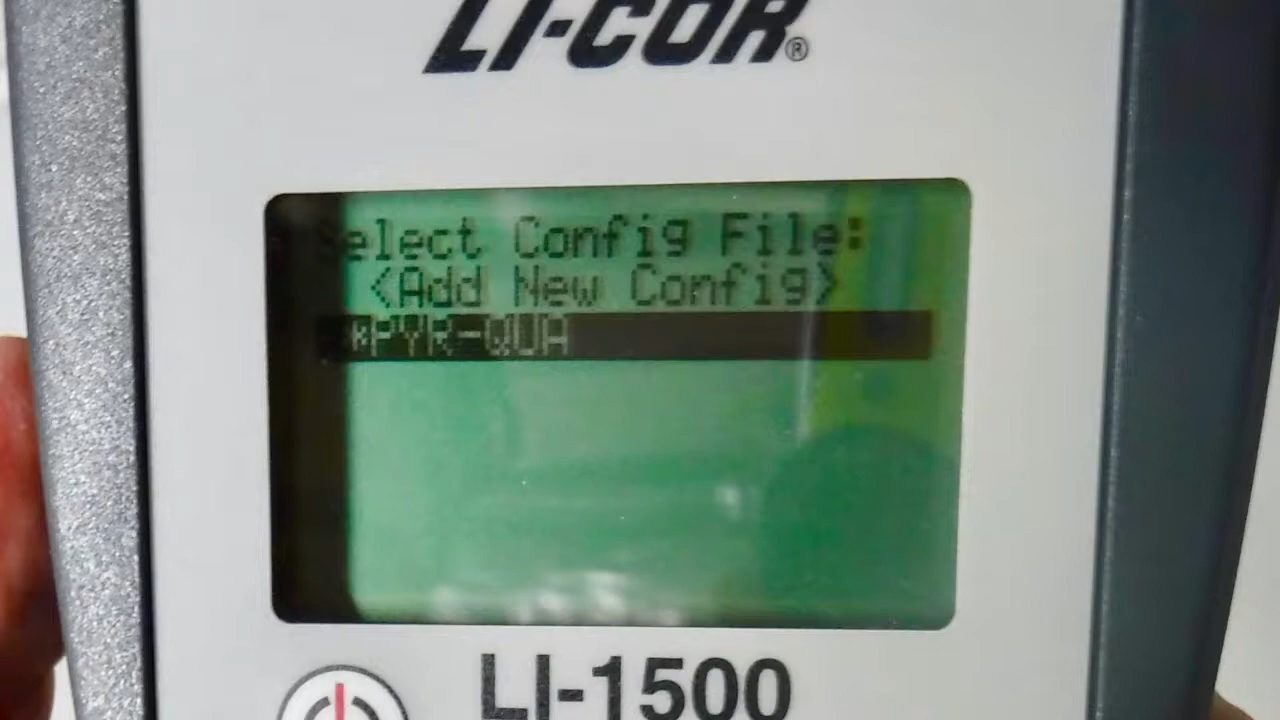 LI-COR®
Select Config File:
<Add New Config>
*PYR-QUA
LI-1500